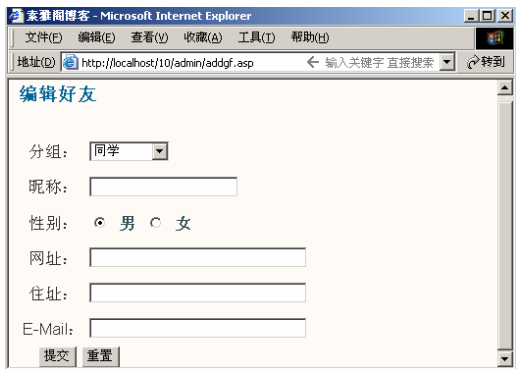 素雅阁博客 - Microsoft Internet Explorer
文件(F) 编辑(E) 查看(V) 收藏(A) 工具(T) 帮助(H)
地址(D) http://localhost/10/admin/addgf.asp ← 输入关键字 直接搜索 转到
编辑好友
分组： 同学
昵称：
性别： 男 女
网址：
住址：
E-Mail：
提交 重置